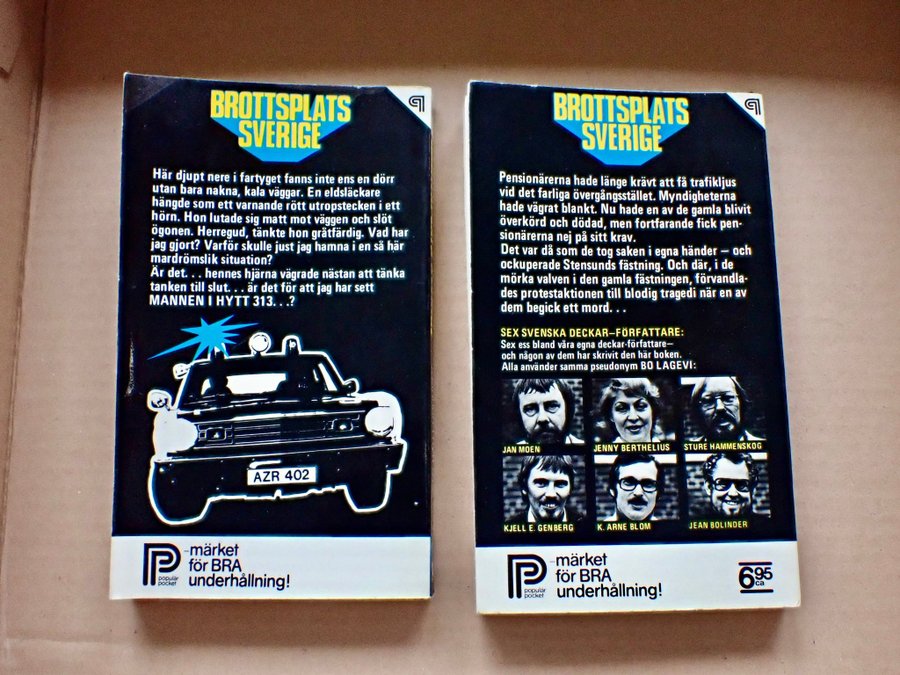 BROTTSPLATS
SVERIGE
Här djupt nere i fartyget fanns inte ens en dörr
utan bara nakna, kala väggar. En eldsläckare
hängde som ett varnande rött utropstecken i ett
hörn. Hon lutade sig matt mot väggen och slöt
ögonen. Herregud, tänkte hon gråtfärdig. Vad har
jag gjort? Varför skulle just jag hamna i en så här
mardrömslik situation?
Är det. . . hennes hjärna vägrade nästan att tänka
tanken till slut. . . är det för att jag har sett
MANNEN I HYTT 313. . .?
AZR 402
P
populär
pocket
-märket
för BRA
underhållning!
BROTTSPLATS
SVERIGE
Pensionärerna hade länge krävt att få trafikljus
vid det farliga övergångsstället. Myndigheterna
hade vägrat blankt. Nu hade en av de gamla blivit
överkörd och dödad, men fortfarande fick pen-
sionärerna nej på sitt krav.
Det var då som de tog saken i egna händer – och
ockuperade Stensunds fästning. Och där, i de
mörka valven i den gamla fästningen, förvandla-
des protestaktionen till blodig tragedi när en av
dem begick ett mord. . .
SEX SVENSKA DECKAR–FÖRFATTARE:
Sex ess bland våra egna deckar-författare—
och någon av dem har skrivit den här boken.
Alla använder samma pseudonym BO LAGEVI:
JAN MOEN
JENNY BERTHELIUS
STURE HAMMENSKOG
KJELL E. GENBERG
K. ARNE BLOM
JEAN BOLINDER
P
populär
pocket
-märket
för BRA
underhållning!
6 95
ca